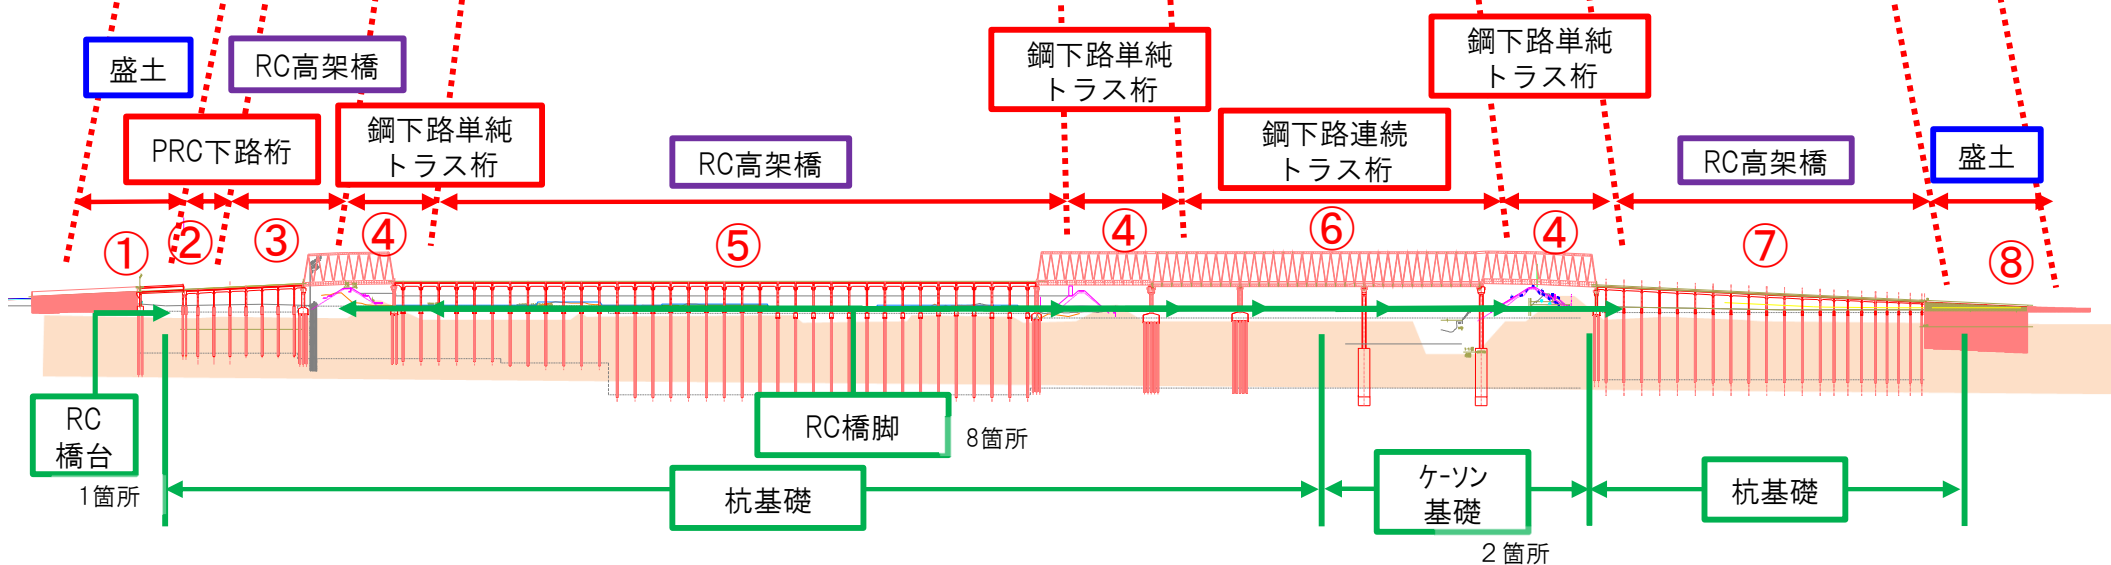 盛土
RC高架橋
PRC下路桁
鋼下路単純
トラス桁
RC高架橋
鋼下路単純
トラス桁
鋼下路連続
トラス桁
鋼下路単純
トラス桁
RC高架橋
盛土
①
②
③
④
⑤
④
⑥
④
⑦
⑧
RC
橋台
1箇所
RC橋脚
8箇所
杭基礎
ケーソン
基礎
２箇所
杭基礎